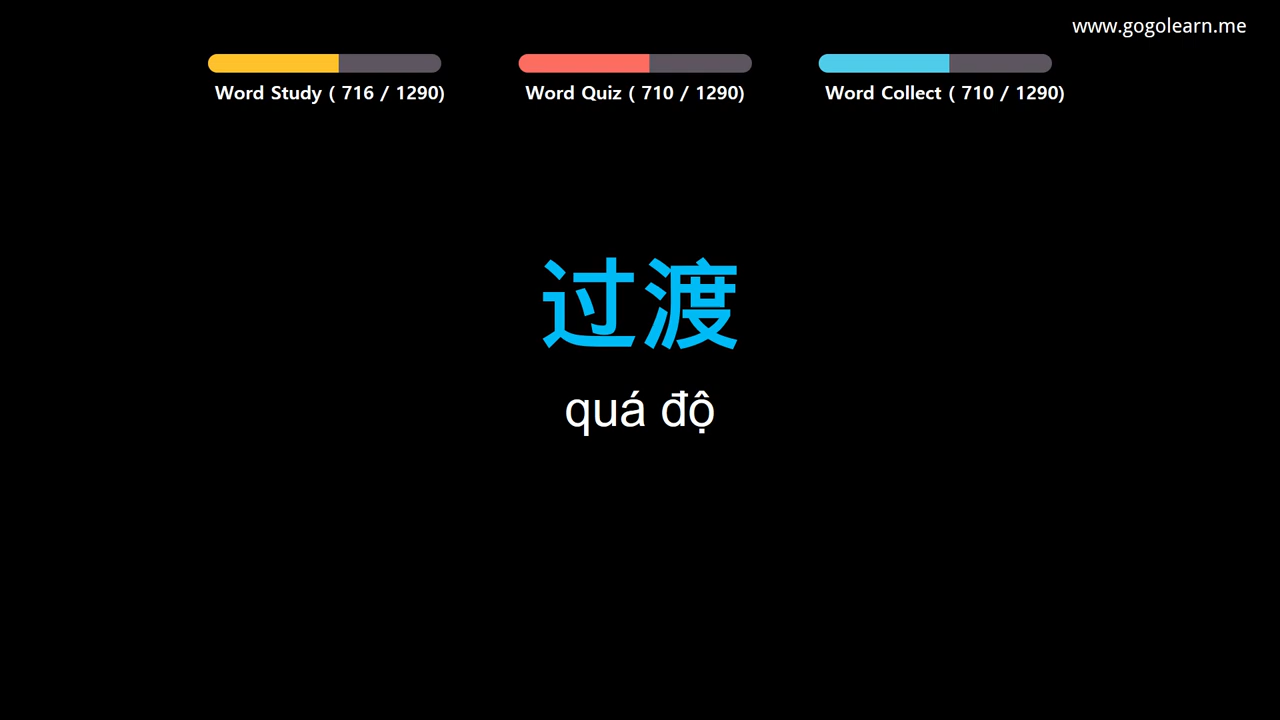 www.gogolearn.me
Word Study ( 716 / 1290)
Word Quiz ( 710 / 1290)
Word Collect ( 710 / 1290)
过渡
quá độ